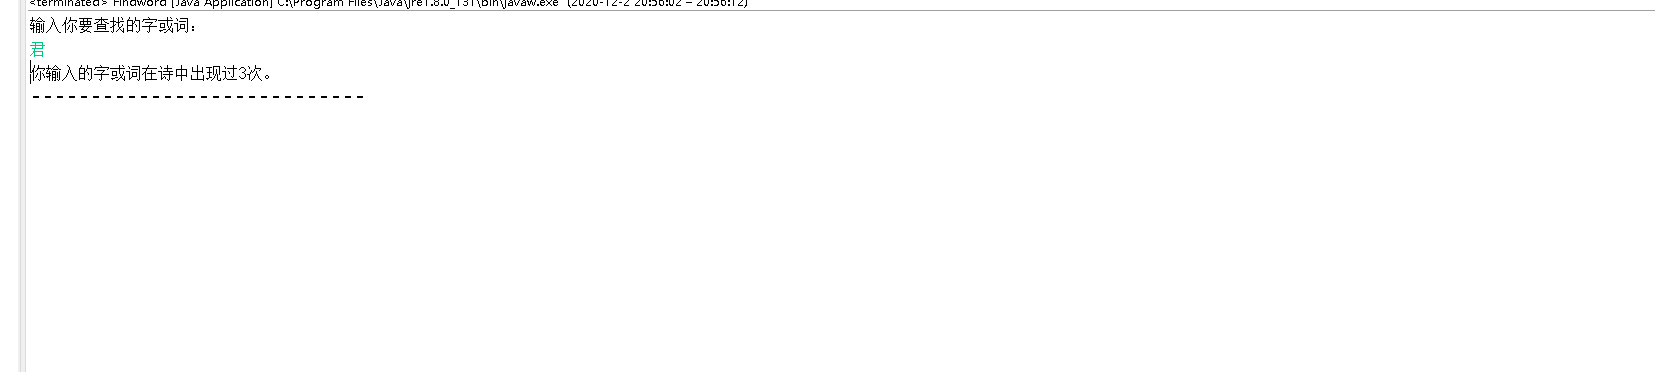 <terminated> Findword [Java Application] C:\Program Files\Java\jre1.8.0_131\bin\javaw.exe (2020-12-2 20:56:02 – 20:56:12)
输入你要查找的字或词：
君
你输入的字或词在诗中出现过3次。
----------------------------